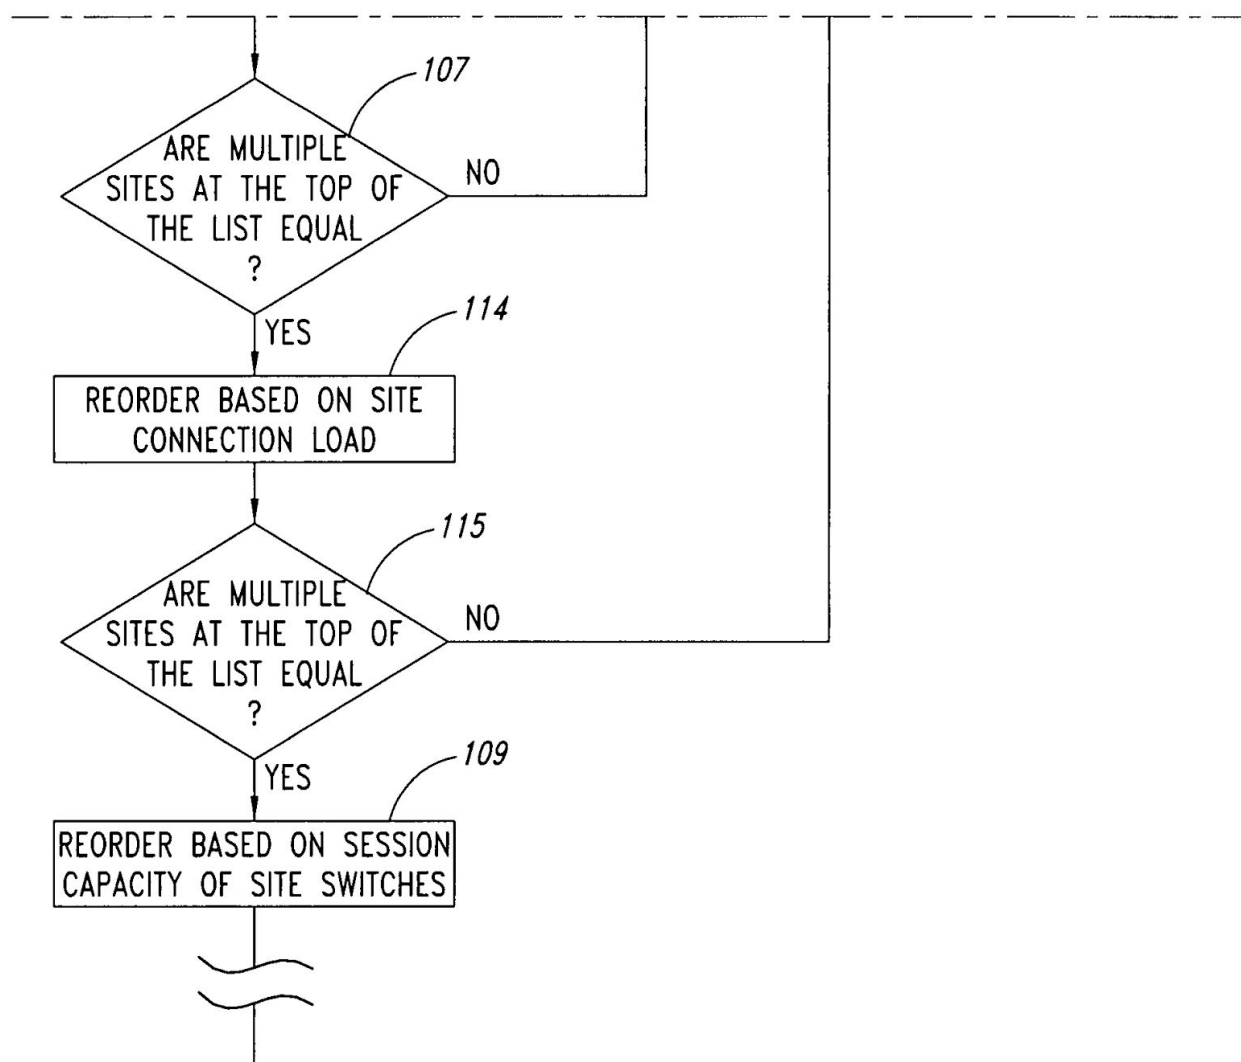 107
ARE MULTIPLE
SITES AT THE TOP OF
THE LIST EQUAL
?
NO
YES
114
REORDER BASED ON SITE
CONNECTION LOAD
115
ARE MULTIPLE
SITES AT THE TOP OF
THE LIST EQUAL
?
NO
YES
109
REORDER BASED ON SESSION
CAPACITY OF SITE SWITCHES